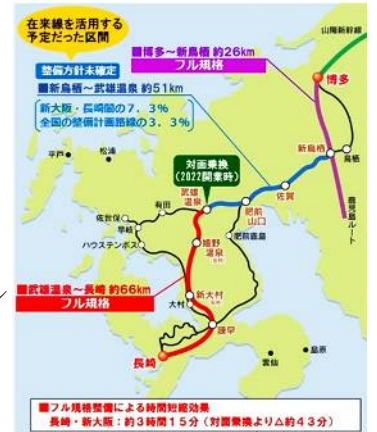 在来線を活用する
予定だった区間
整備方針未確定
■新鳥栖～武雄温泉 約51km
新大阪・長崎間の7．3％
全国の整備計画路線の3．3％
■博多～新鳥栖 約26km
フル規格
山陽新幹線
博多
新鳥栖
鳥栖
鹿児島ルート
佐賀
肥前
山口
対面乗換
(2022開業時)
武雄
温泉
平戸
松浦
有田
佐世保
早岐
ハウステンボス
肥前鹿島
嬉野
温泉
■武雄温泉～長崎 約66km
フル規格
新大村
大村
諫早
長崎
雲仙
島原
■フル規格整備による時間短縮効果
長崎・新大阪：約3時間15分（対面乗換より△約43分）